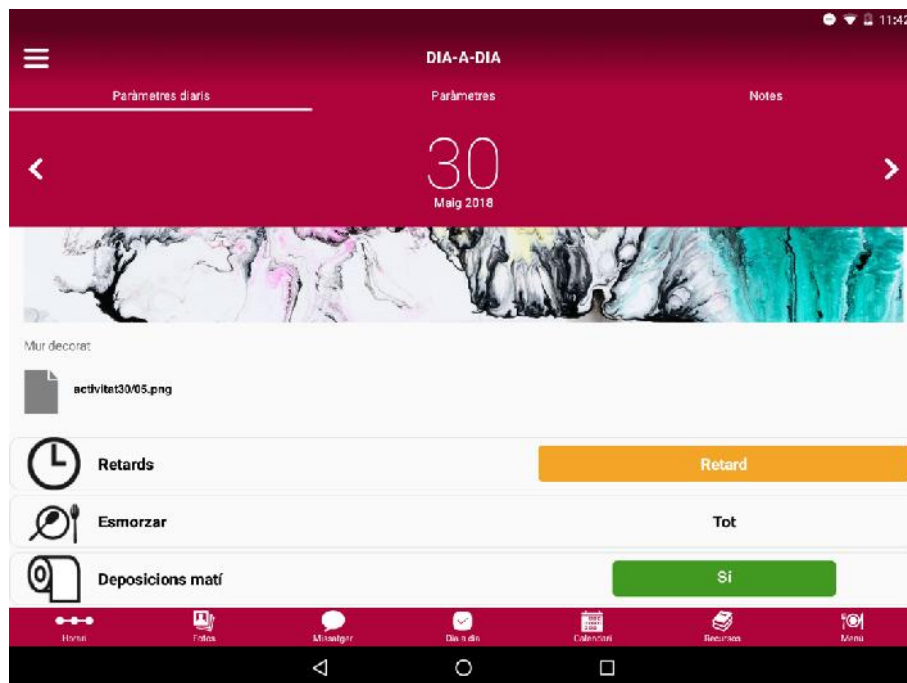 11:42
DIA-A-DIA
Paràmetres diaris Paràmetres Notes
30
Maig 2018
Mur decorat
activitat30/05.png
Retards Retard
Esmorzar Tot
Deposicions matí Sí
Horari Fotos Missatger Dia a dia Calendari Recursos Menú